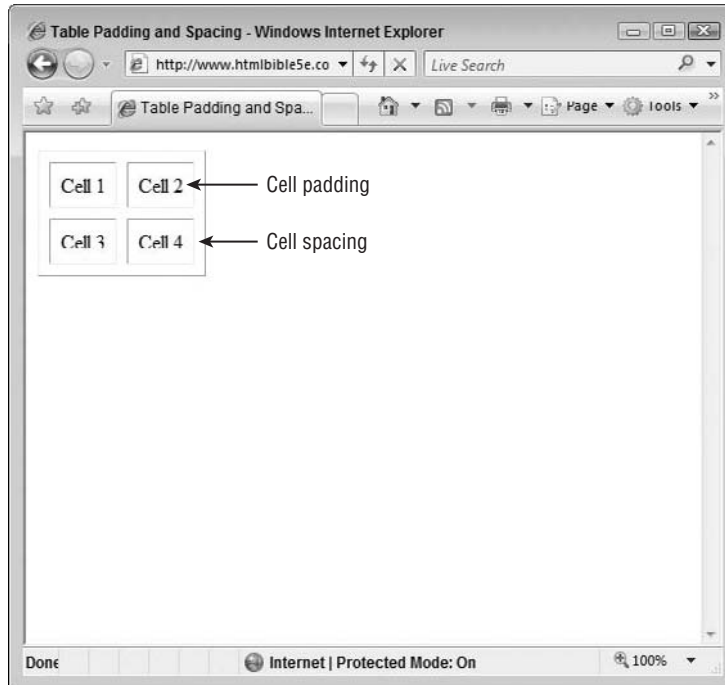 Table Padding and Spacing - Windows Internet Explorer
http://www.htmlbible5e.co
Live Search
Table Padding and Spa...
Page
Tools
Cell 1
Cell 2
Cell padding
Cell 3
Cell 4
Cell spacing
Done
Internet | Protected Mode: On
100%